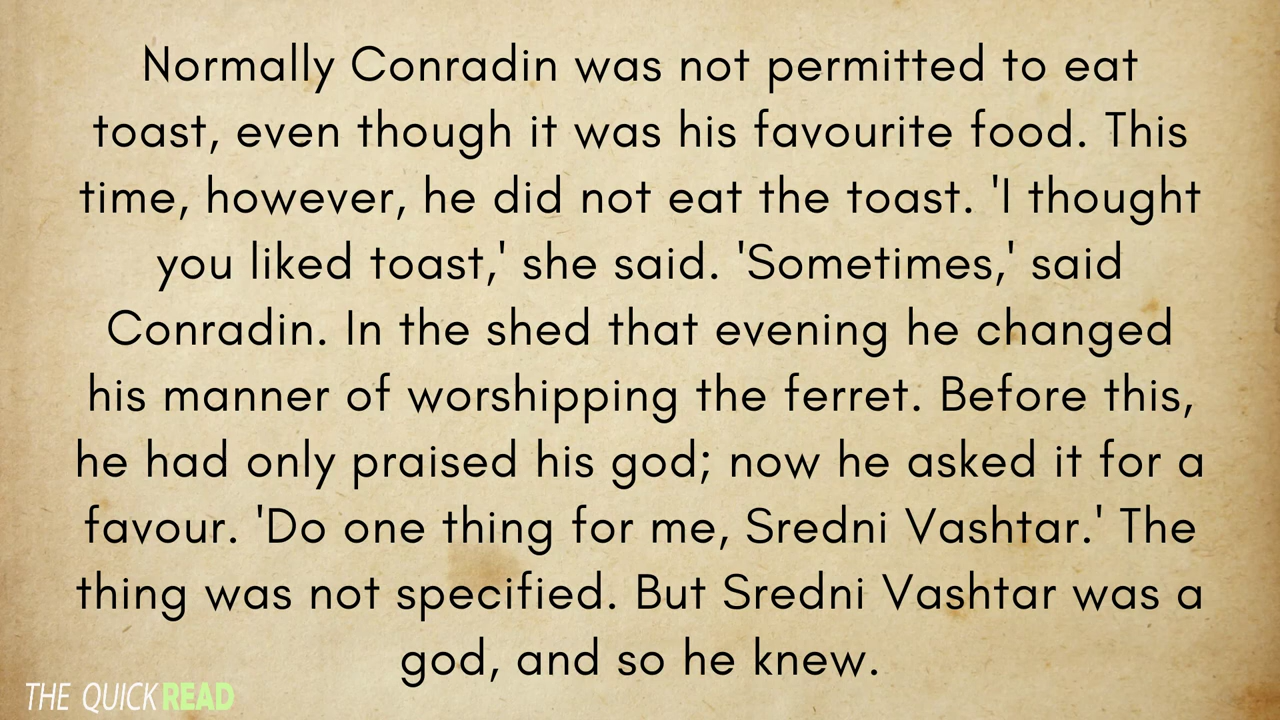 Normally Conradin was not permitted to eat
toast, even though it was his favourite food. This
time, however, he did not eat the toast. 'I thought
you liked toast,' she said. 'Sometimes,' said
Conradin. In the shed that evening he changed
his manner of worshipping the ferret. Before this,
he had only praised his god; now he asked it for a
favour. 'Do one thing for me, Sredni Vashtar.' The
thing was not specified. But Sredni Vashtar was a
god, and so he knew.
THE QUICK READ